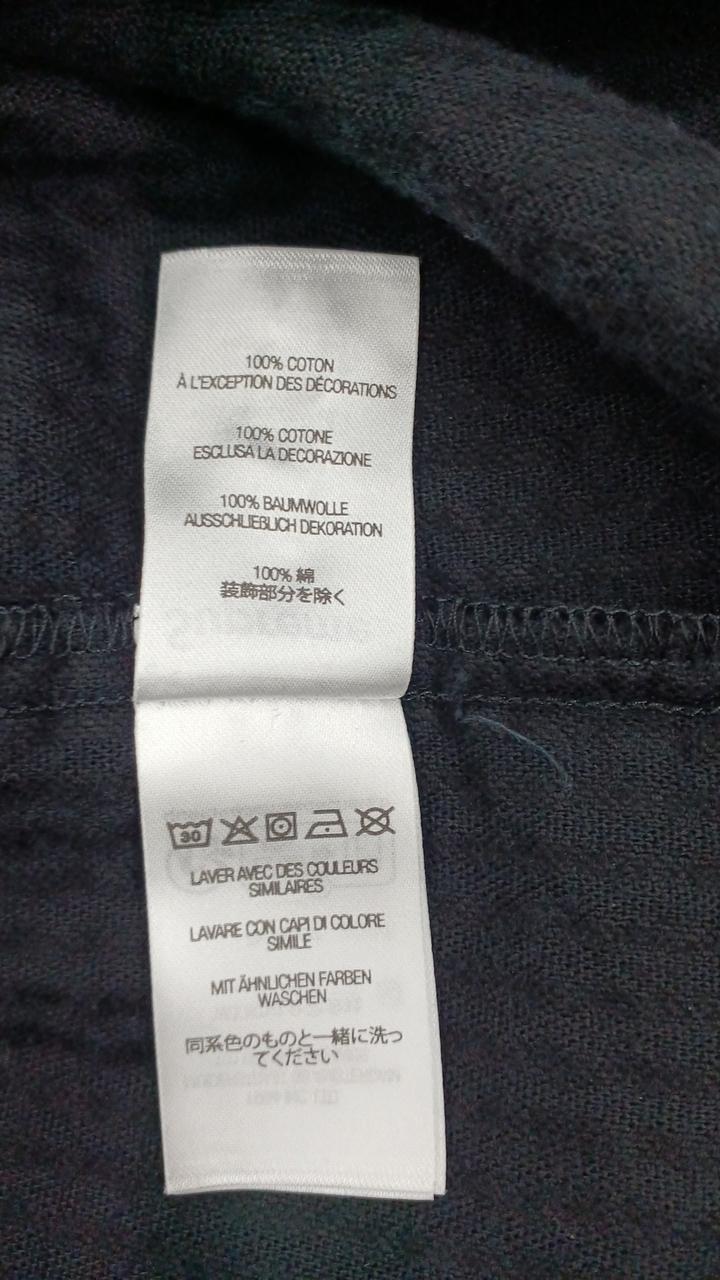 100% COTON
À L'EXCEPTION DES DÉCORATIONS
100% COTONE
ESCLUSA LA DECORAZIONE
100% BAUMWOLLE
AUSSCHLIEBLICH DEKORATION
100% 綿
装飾部分を除く
30
LAVER AVEC DES COULEURS
SIMILAIRES
LAVARE CON CAPI DI COLORE
SIMILE
MIT ÄHNLICHEN FARBEN
WASCHEN
同系色のものと一緒に洗っ
てください